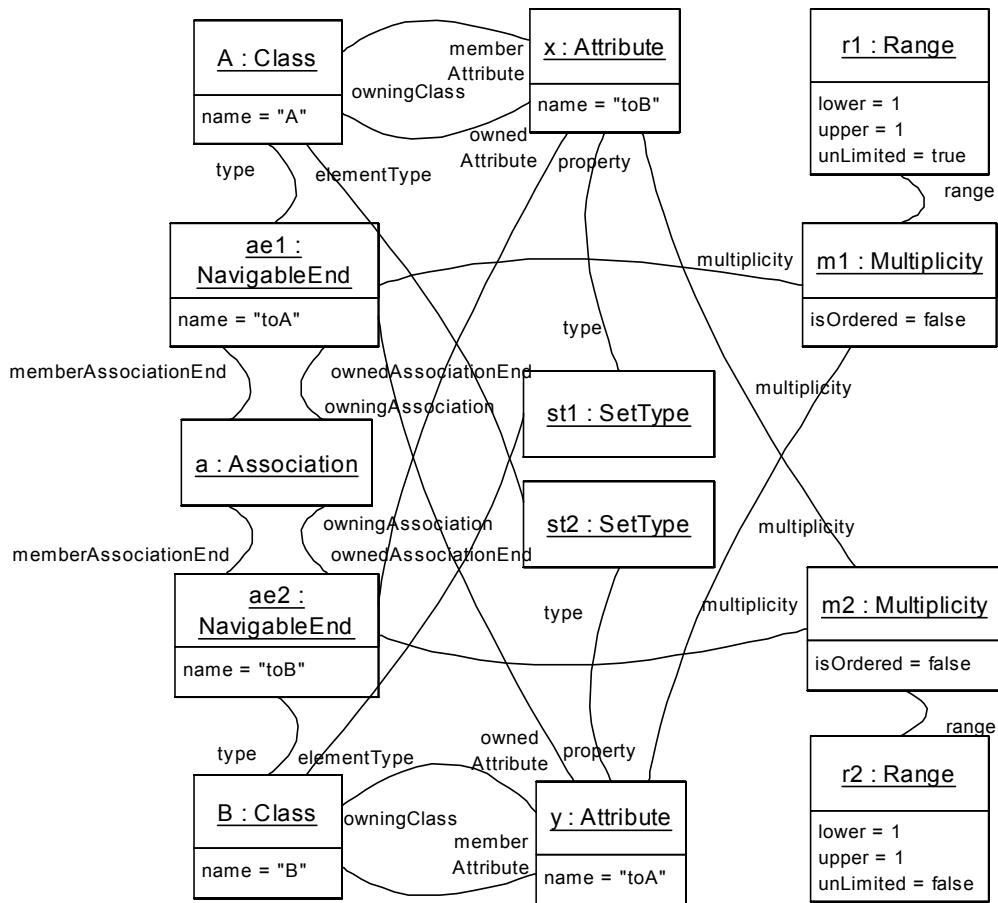 A : Class
name = "A"
member
Attribute
owningClass
owned
Attribute
x : Attribute
name = "toB"
r1 : Range
lower = 1
upper = 1
unLimited = true
range
type
elementType
property
ae1 :
NavigableEnd
name = "toA"
multiplicity
m1 : Multiplicity
isOrdered = false
type
memberAssociationEnd
ownedAssociationEnd
owningAssociation
st1 : SetType
multiplicity
a : Association
st2 : SetType
owningAssociation
memberAssociationEnd
ownedAssociationEnd
multiplicity
ae2 :
NavigableEnd
name = "toB"
type
multiplicity
m2 : Multiplicity
isOrdered = false
range
type
elementType
owned
Attribute
property
B : Class
name = "B"
owningClass
member
Attribute
y : Attribute
name = "toA"
r2 : Range
lower = 1
upper = 1
unLimited = false